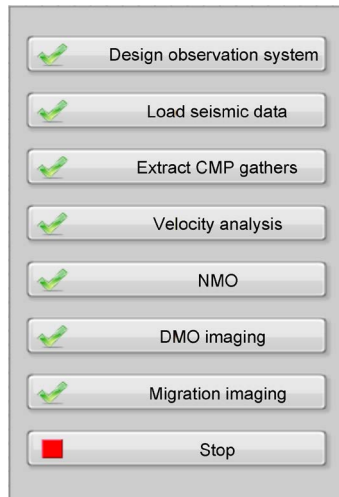 Design observation system
Load seismic data
Extract CMP gathers
Velocity analysis
NMO
DMO imaging
Migration imaging
Stop